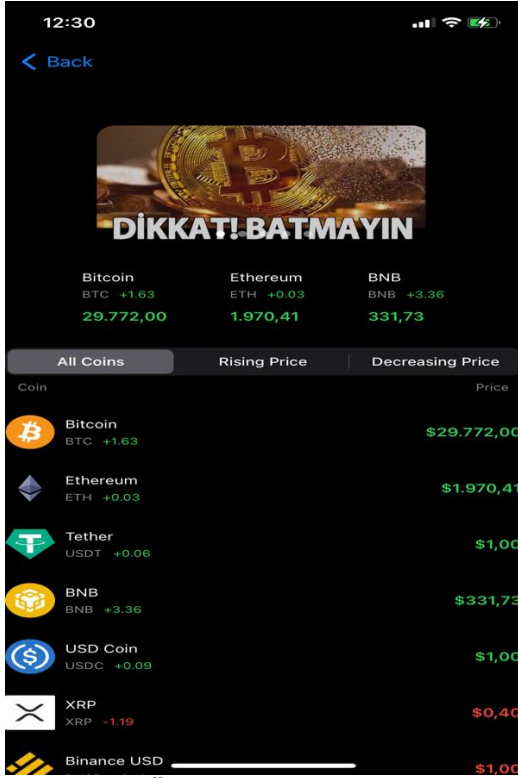 12:30
Back
DİKKAT! BATMAYIN
Bitcoin Ethereum BNB
BTC +1.63 ETH +0.03 BNB +3.36
29.772,00 1.970,41 331,73
All Coins Rising Price Decreasing Price
Coin Price
Bitcoin
BTC +1.63 $29.772,00
Ethereum
ETH +0.03 $1.970,41
Tether
USDT +0.06 $1,00
BNB
BNB +3.36 $331,73
USD Coin
USDC +0.09 $1,00
XRP
XRP -1.19 $0,40
Binance USD
$1,00